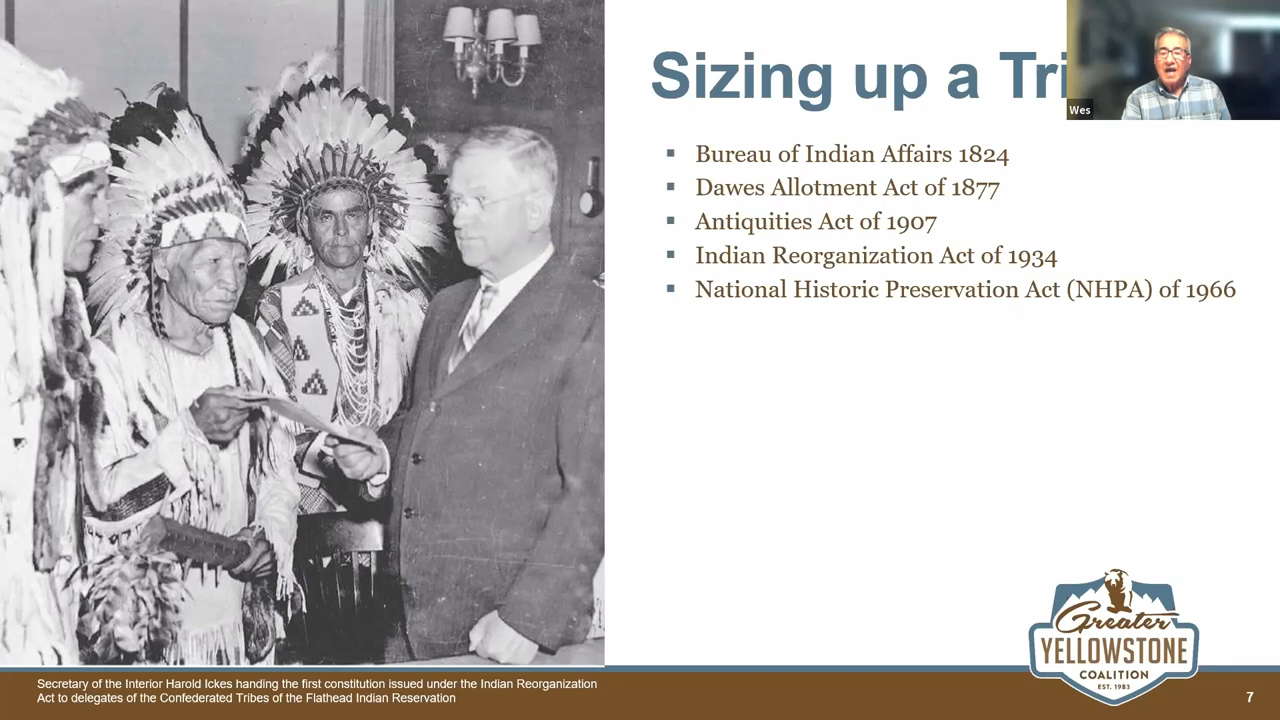 Sizing up a Tri
Wes
▪ Bureau of Indian Affairs 1824
▪ Dawes Allotment Act of 1877
▪ Antiquities Act of 1907
▪ Indian Reorganization Act of 1934
▪ National Historic Preservation Act (NHPA) of 1966
Greater
YELLOWSTONE
COALITION
EST. 1983
Secretary of the Interior Harold Ickes handing the first constitution issued under the Indian Reorganization
Act to delegates of the Confederated Tribes of the Flathead Indian Reservation
7